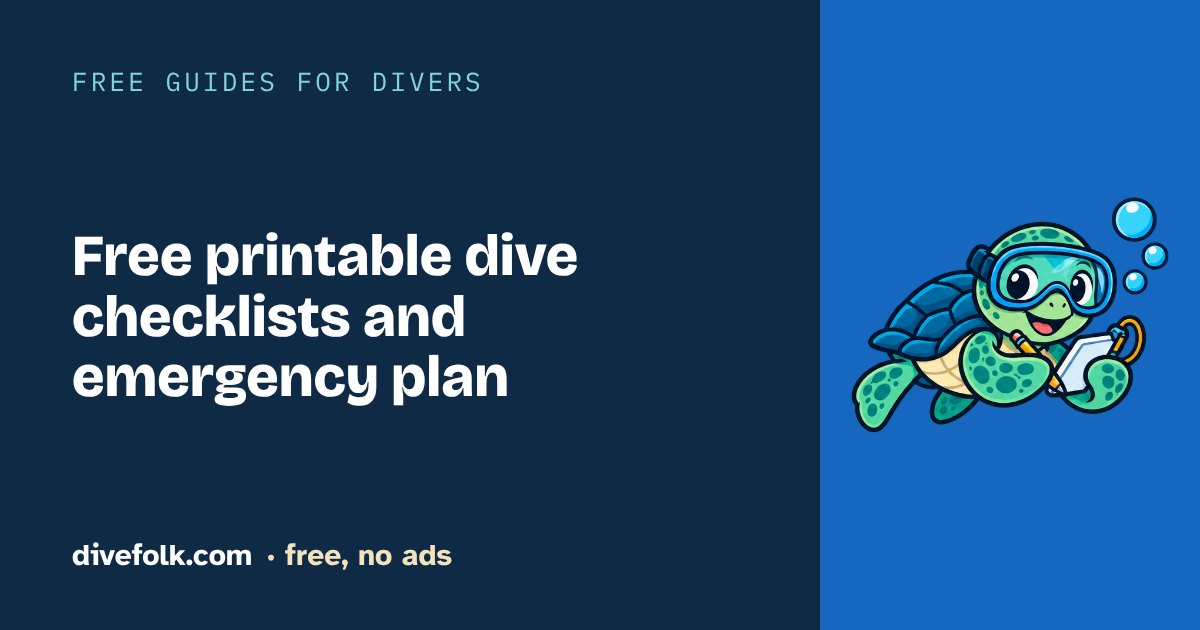 FREE GUIDES FOR DIVERS
Free printable dive
checklists and
emergency plan
divefolk.com · free, no ads